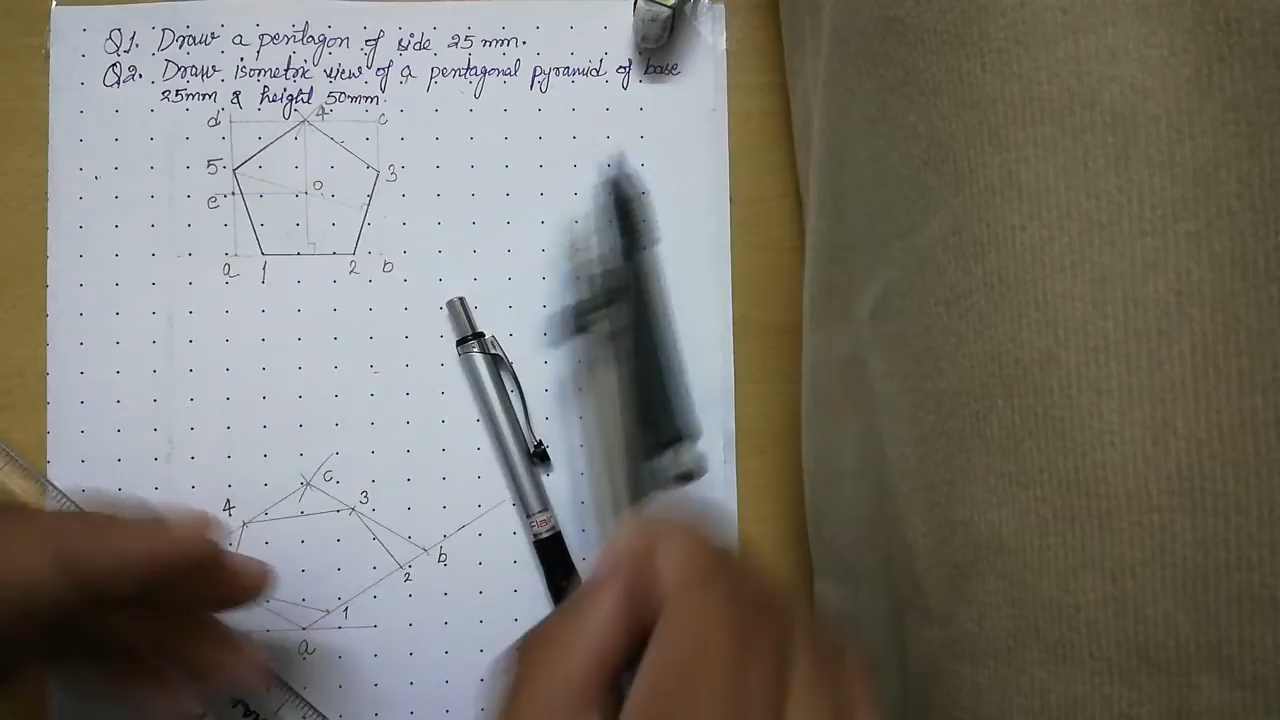 Q1. Draw a pentagon of side 25 mm.
Q2. Draw isometric view of a pentagonal pyramid of base
25mm & height 50mm.
d 4 c
5 3
e o
a 1 2 b
c
4 3
b
2
1
a
Flair